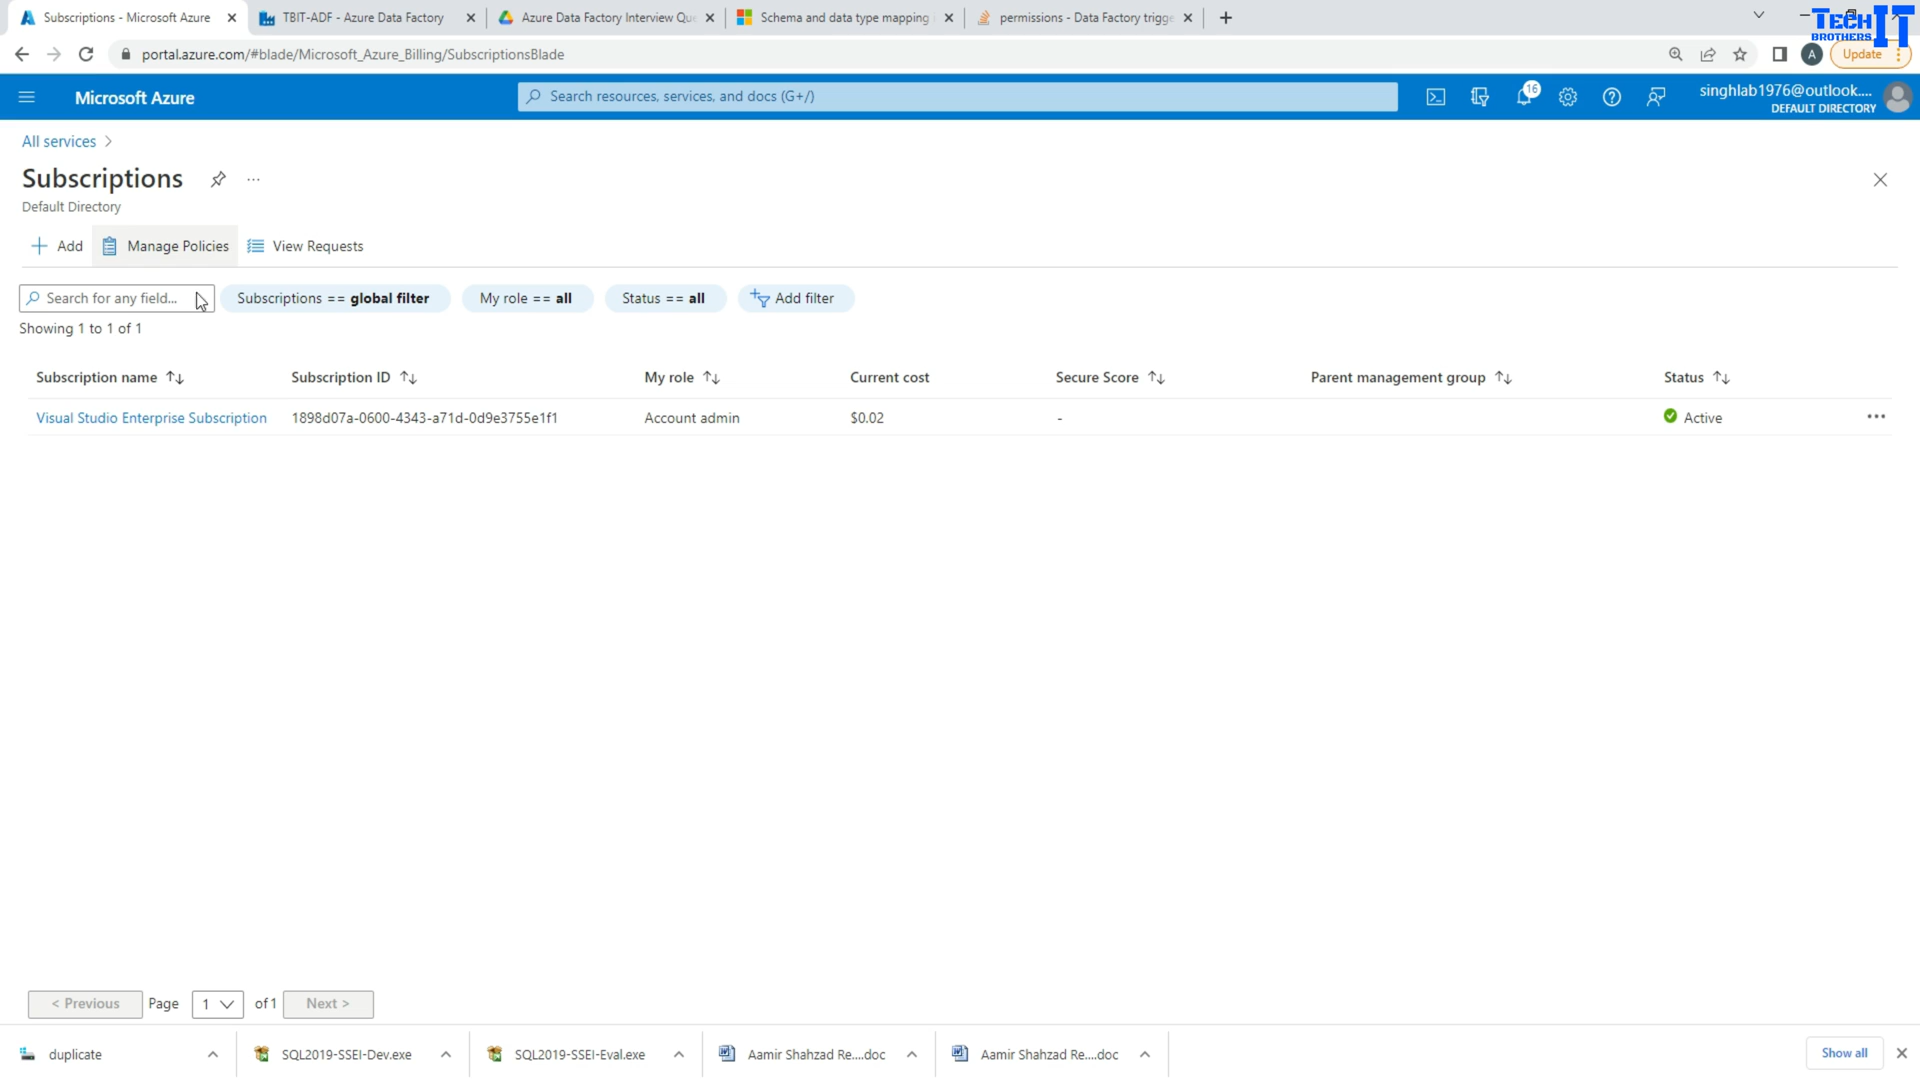 Subscriptions - Microsoft Azure
TBIT-ADF - Azure Data Factory
Azure Data Factory Interview Que
Schema and data type mapping
permissions - Data Factory trigge
TECH IT
BROTHERS
portal.azure.com/#blade/Microsoft_Azure_Billing/SubscriptionsBlade
A
Update
Microsoft Azure
Search resources, services, and docs (G+/)
16
singhlab1976@outlook....
DEFAULT DIRECTORY
All services
Subscriptions
Default Directory
Add
Manage Policies
View Requests
Search for any field...
Subscriptions == global filter
My role == all
Status == all
Add filter
Showing 1 to 1 of 1
Subscription name
Subscription ID
My role
Current cost
Secure Score
Parent management group
Status
Visual Studio Enterprise Subscription
1898d07a-0600-4343-a71d-0d9e3755e1f1
Account admin
$0.02
-
Active
< Previous
Page
1
of 1
Next >
duplicate
SQL2019-SSEI-Dev.exe
SQL2019-SSEI-Eval.exe
Aamir Shahzad Re....doc
Aamir Shahzad Re....doc
Show all